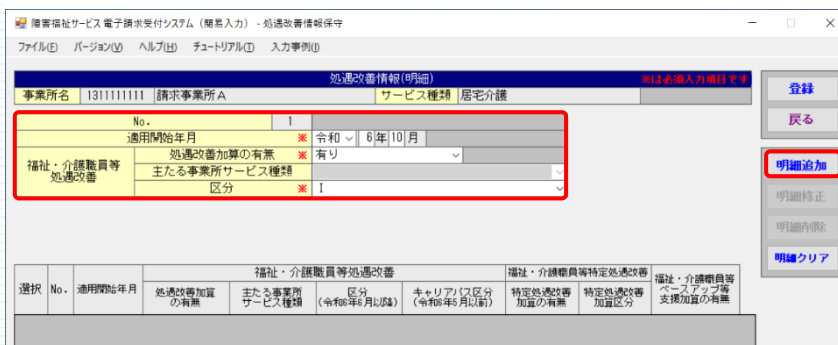 障害福祉サービス 電子請求受付システム（簡易入力） - 処遇改善情報保守
ファイル(F) バージョン(V) ヘルプ(H) チュートリアル(T) 入力事例(I)
処遇改善情報(明細) ※は必須入力項目です
事業所名 1311111111 請求事業所Ａ サービス種類 居宅介護
登録
戻る
No. 1
適用開始年月 ※ 令和 6年10月
福祉・介護職員等処遇改善
処遇改善加算の有無 ※ 有り
主たる事業所サービス種類
区分 ※ Ⅰ
明細追加
明細修正
明細削除
明細クリア
福祉・介護職員等処遇改善 福祉・介護職員等特定処遇改善
選択 No. 適用開始年月
処遇改善加算の有無
主たる事業所サービス種類
区分(令和6年6月以降)
キャリアパス区分(令和6年5月以前)
特定処遇改善加算の有無
特定処遇改善加算区分
福祉・介護職員等ベースアップ等支援加算の有無